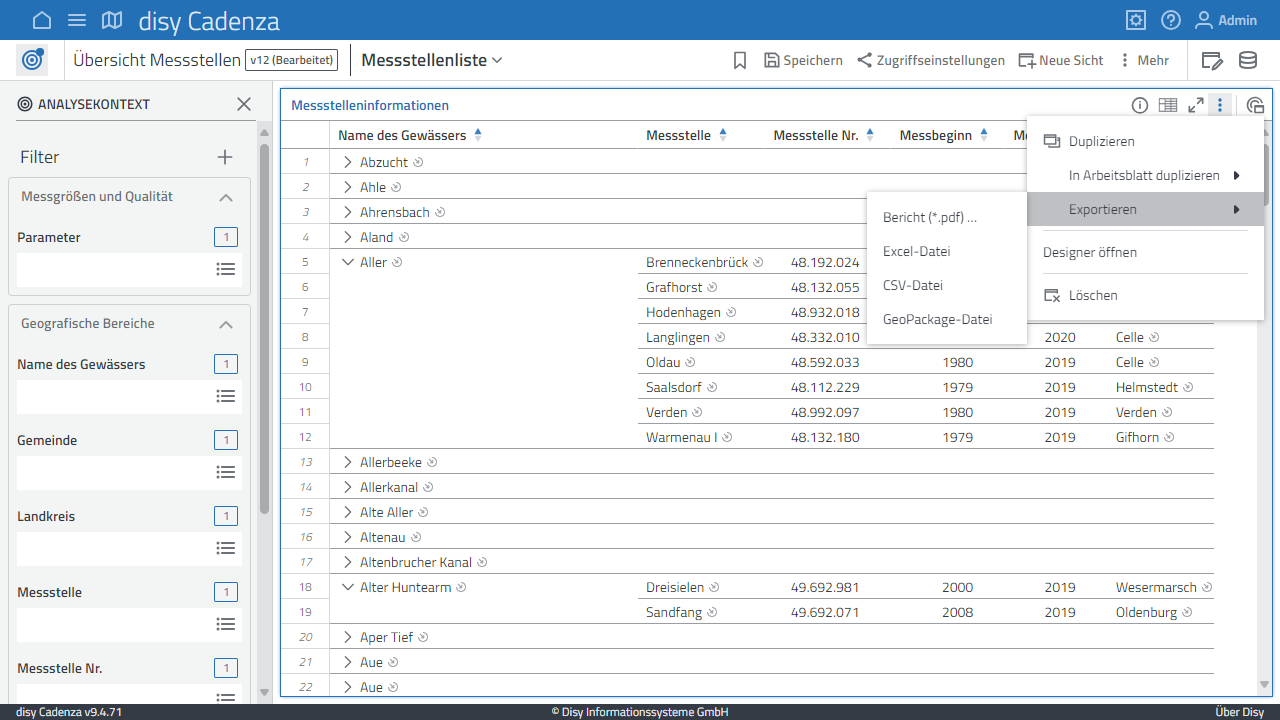 disy Cadenza
Admin
Übersicht Messstellen v12 (Bearbeitet) Messstellenliste
Speichern Zugriffseinstellungen Neue Sicht Mehr
ANALYSEKONTEXT
Filter
Messgrößen und Qualität
Parameter 1
Geografische Bereiche
Name des Gewässers 1
Gemeinde 1
Landkreis 1
Messstelle 1
Messstelle Nr. 1
Messstelleninformationen
Name des Gewässers Messstelle Messstelle Nr. Messbeginn
1 Abzucht
2 Ahle
3 Ahrensbach
4 Aland
5 Aller Brenneckenbrück 48.192.024
6 Grafhorst 48.132.055
7 Hodenhagen 48.932.018
8 Langlingen 48.332.010 2020 Celle
9 Oldau 48.592.033 1980 2019 Celle
10 Saalsdorf 48.112.229 1979 2019 Helmstedt
11 Verden 48.992.097 1980 2019 Verden
12 Warmenau I 48.132.180 1979 2019 Gifhorn
13 Allerbeeke
14 Allerkanal
15 Alte Aller
16 Altenau
17 Altenbrucher Kanal
18 Alter Huntearm Dreisielen 49.692.981 2000 2019 Wesermarsch
19 Sandfang 49.692.071 2008 2019 Oldenburg
20 Aper Tief
21 Aue
22 Aue
Duplizieren
In Arbeitsblatt duplizieren
Exportieren
Designer öffnen
Löschen
Bericht (*.pdf) ...
Excel-Datei
CSV-Datei
GeoPackage-Datei
disy Cadenza v9.4.71
© Disy Informationssysteme GmbH
Über Disy